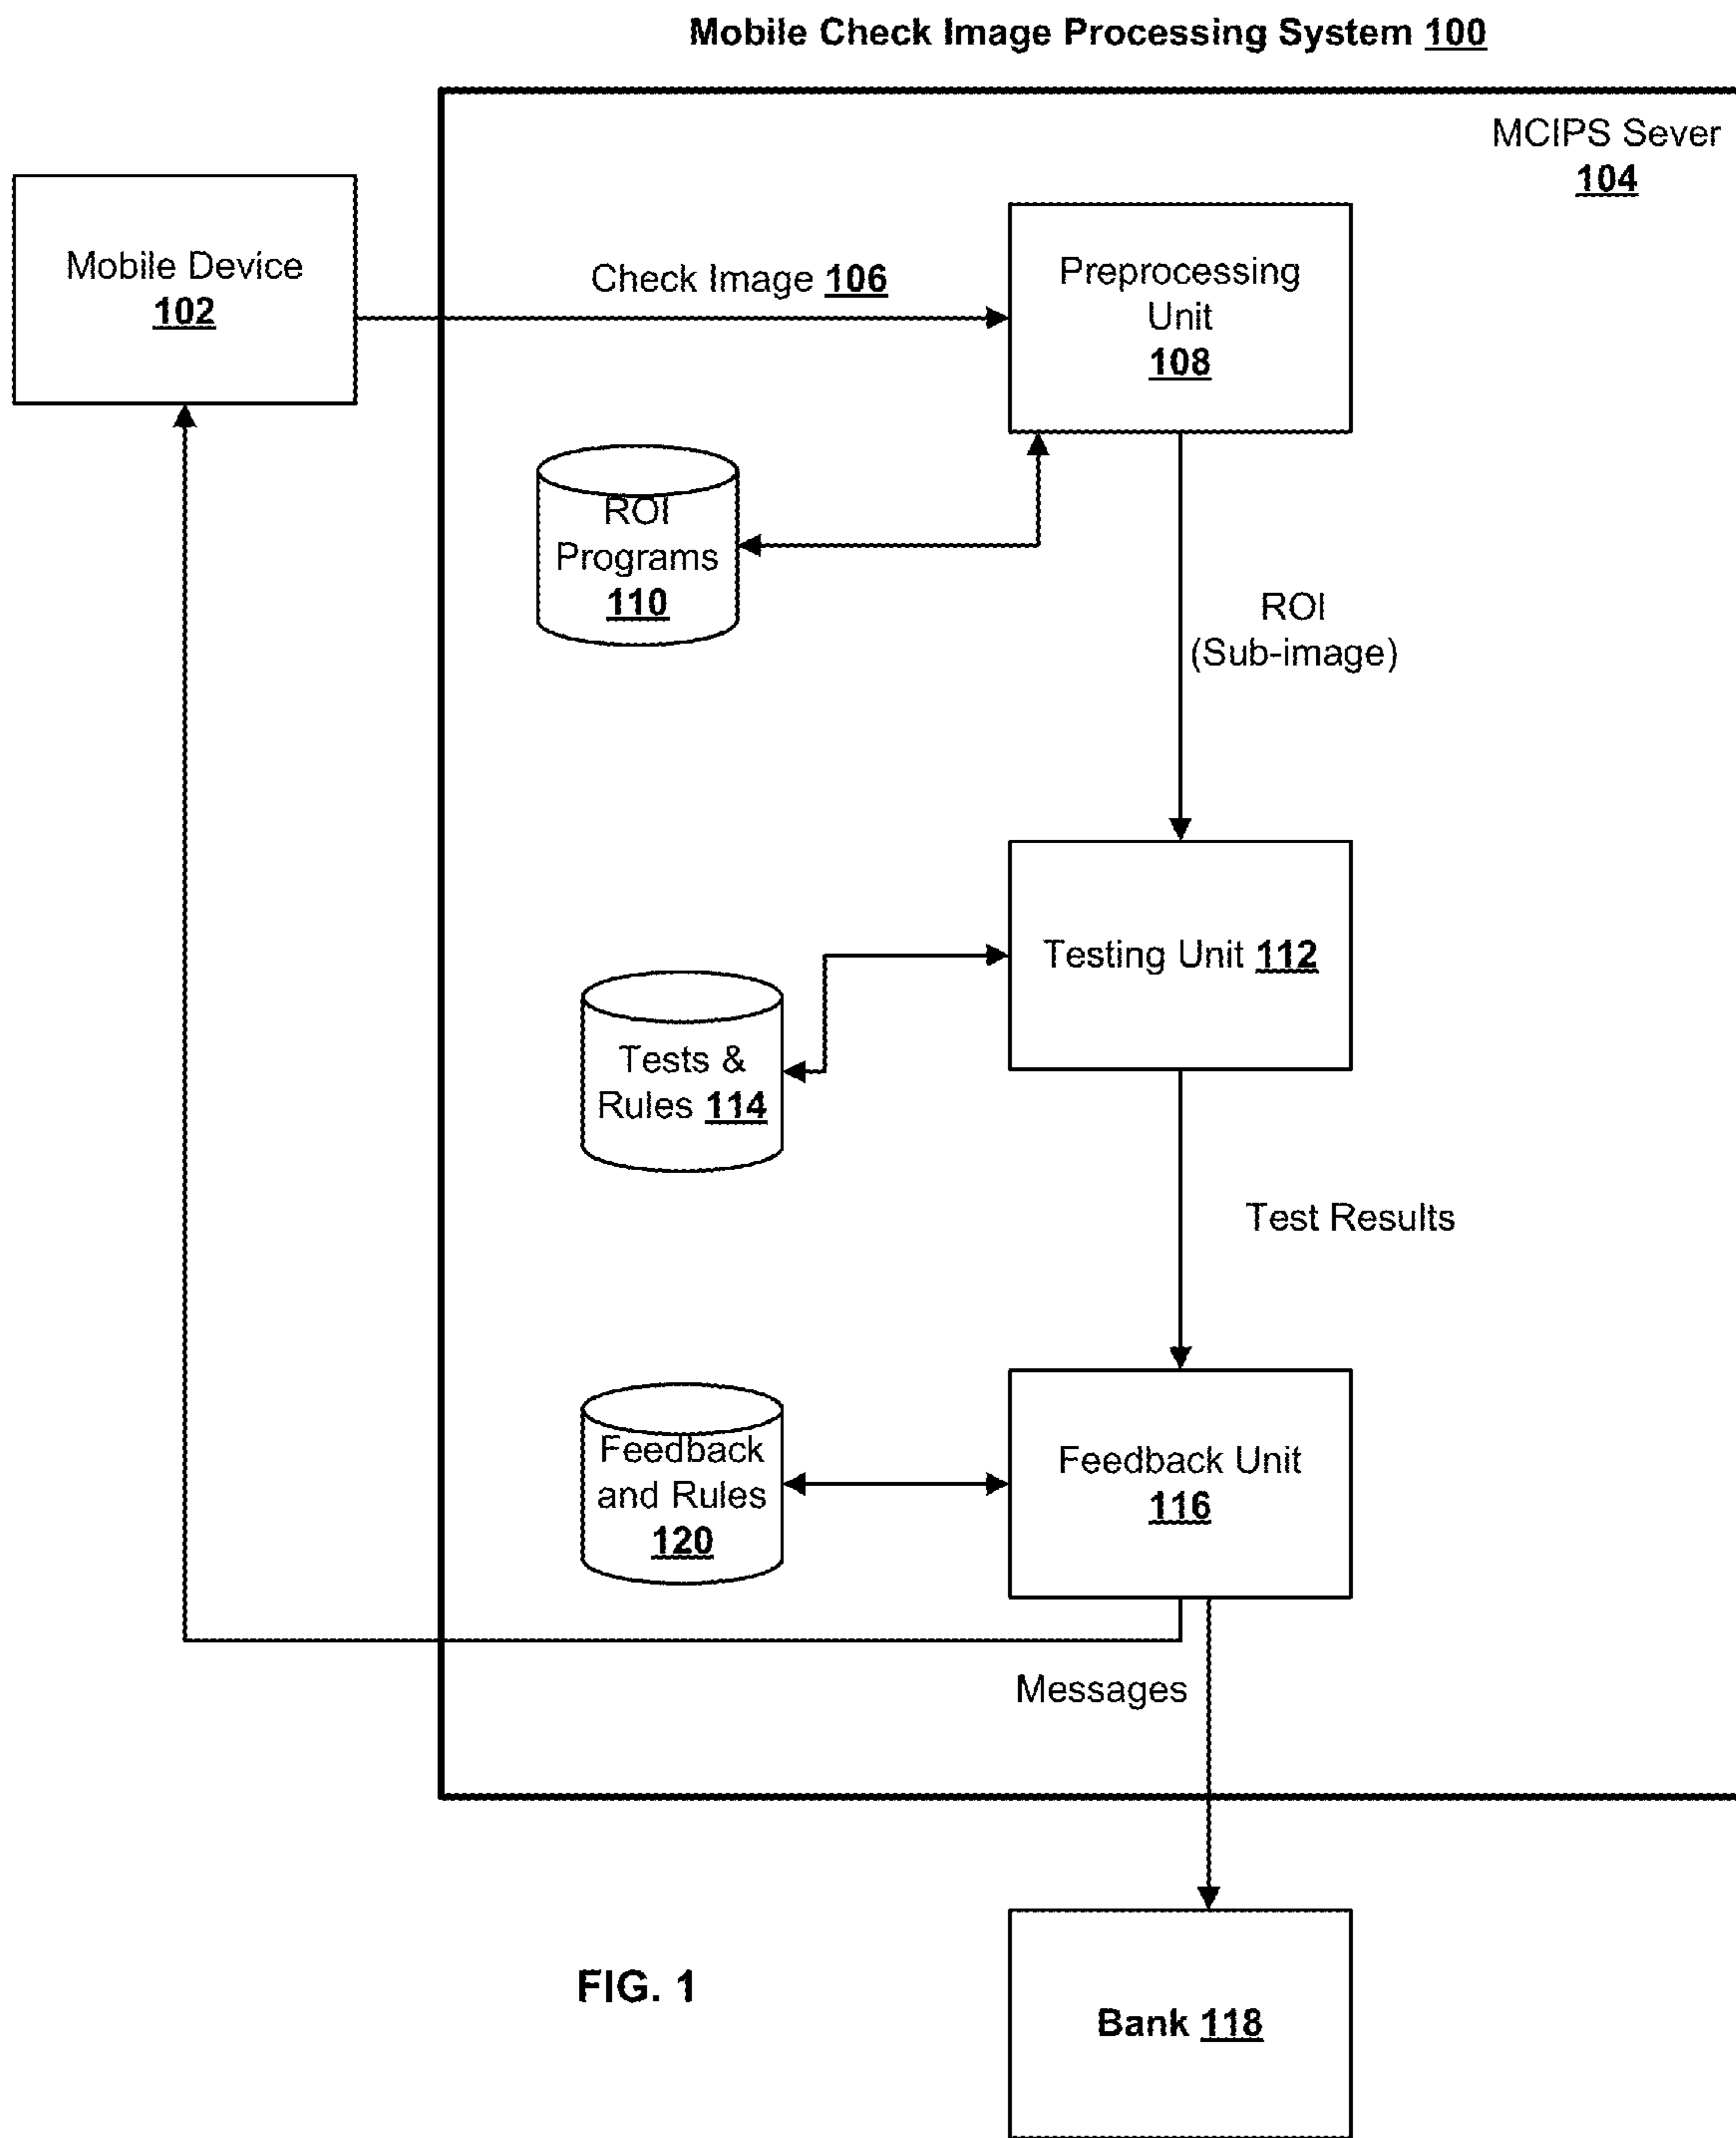 Mobile Check Image Processing System 100
MCIPS Sever
104
Mobile Device
102
Check Image 106
Preprocessing
Unit
108
ROI
Programs
110
ROI
(Sub-image)
Testing Unit 112
Tests &
Rules 114
Test Results
Feedback
and Rules
120
Feedback Unit
116
Messages
FIG. 1
Bank 118